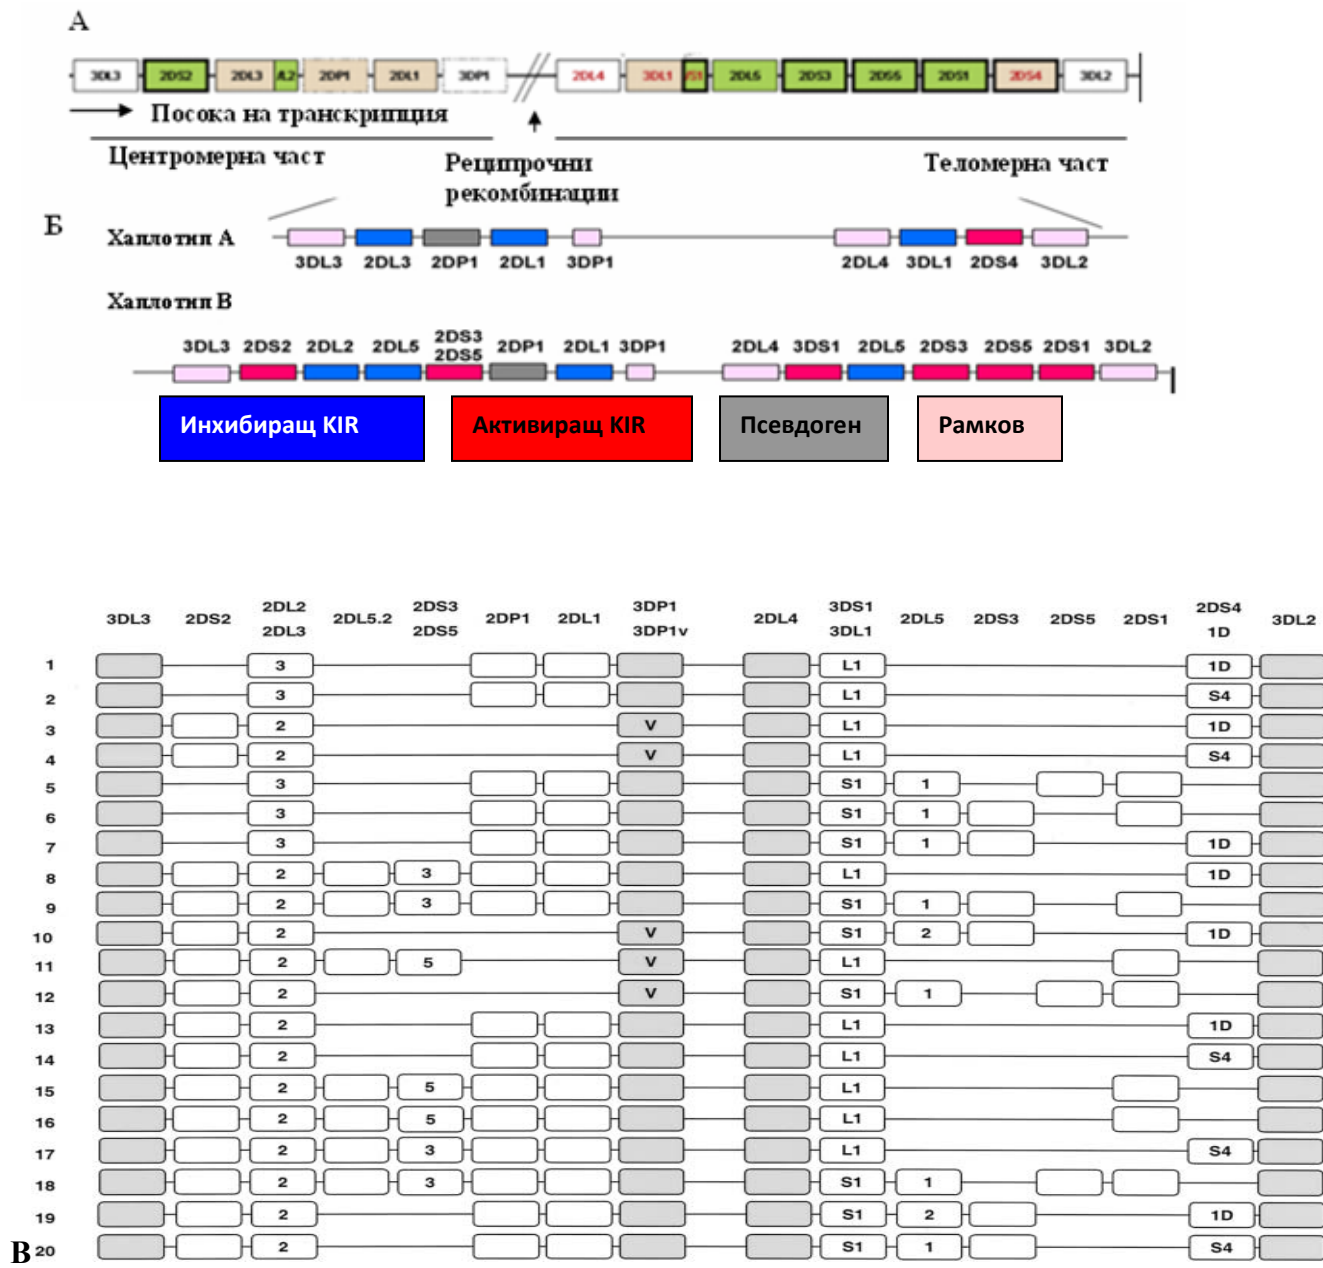 А
3DL3 2DS2 2DL3 /L2 2DP1 2DL1 3DP1 2DL4 3DL1 /S1 2DL5 2DS3 2DS5 2DS1 2DS4 3DL2
Посока на транскрипция
Центромерна част Реципрочни Теломерна част
рекомбинации
Б
Хаплотип А
3DL3 2DL3 2DP1 2DL1 3DP1 2DL4 3DL1 2DS4 3DL2
Хаплотип В
2DS3
3DL3 2DS2 2DL2 2DL5 2DS5 2DP1 2DL1 3DP1 2DL4 3DS1 2DL5 2DS3 2DS5 2DS1 3DL2
Инхибиращ KIR Активиращ KIR Псевдоген Рамков
2DL2 2DS3 3DP1 3DS1 2DS4
3DL3 2DS2 2DL5.2 2DP1 2DL1 2DL4 2DL5 2DS3 2DS5 2DS1 3DL2
2DL3 2DS5 3DP1v 3DL1 1D
1 3 L1 1D
2 3 L1 S4
3 2 V L1 1D
4 2 V L1 S4
5 3 S1 1
6 3 S1 1
7 3 S1 1 1D
8 2 3 L1 1D
9 2 3 S1 1
10 2 V S1 2 1D
11 2 5 V L1
12 2 V S1 1
13 2 L1 1D
14 2 L1 S4
15 2 5 L1
16 2 5 L1
17 2 3 L1 S4
18 2 3 S1 1
19 2 S1 2 1D
В 20 2 S1 1 S4